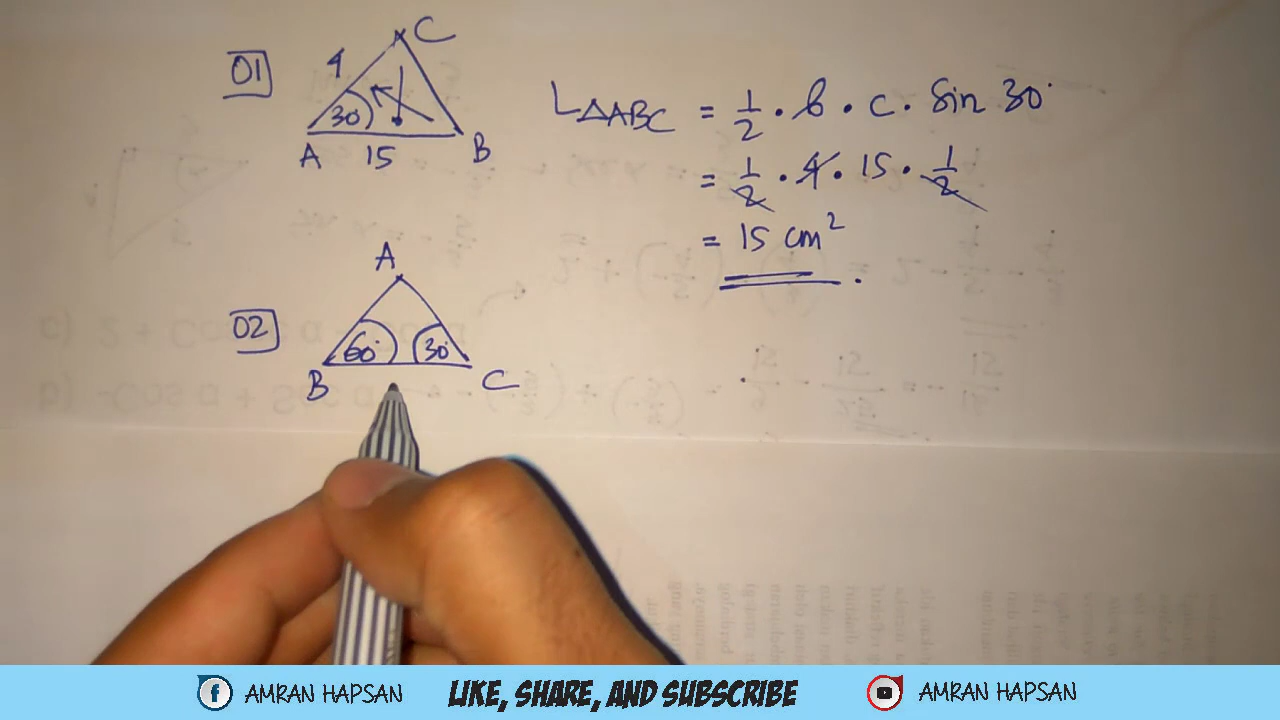 01
C
4
30°
A 15 B
L△ABC = 1/2 · b · c · Sin 30°
= 1/2 · 4 · 15 · 1/2
= 15 cm²
02
A
60° 30°
B C
AMRAN HAPSAN LIKE, SHARE, AND SUBSCRIBE AMRAN HAPSAN